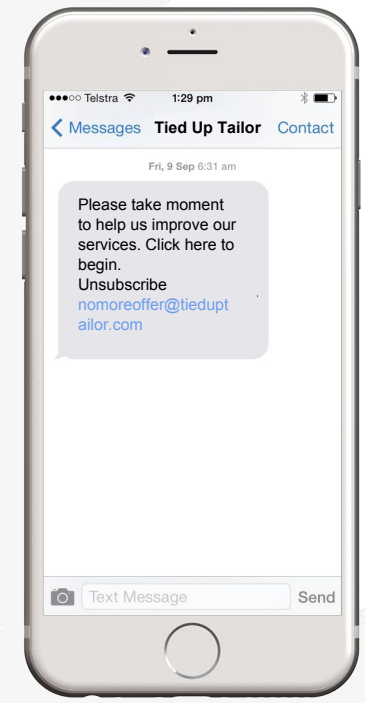 Telstra 1:29 pm
Messages Tied Up Tailor Contact
Fri, 9 Sep 6:31 am
Please take moment
to help us improve our
services. Click here to
begin.
Unsubscribe
nomoreoffer@tiedupt
ailor.com
Text Message Send